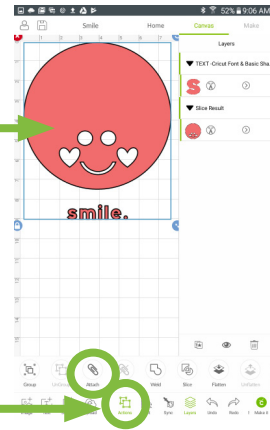 52% 9:06 AM
Smile Home Canvas Make
Layers
TEXT -Cricut Font & Basic Sha
Slice Result
smile.
Group Attach Weld Slice Flatten Unflatten
Actions Sync Layers Undo Redo Make It